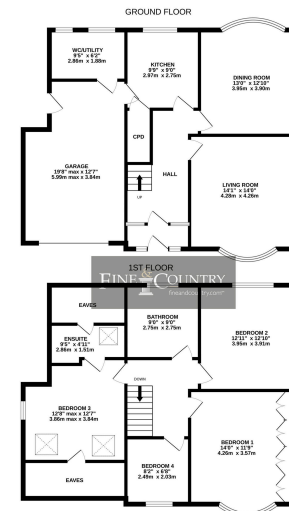 GROUND FLOOR
WC/UTILITY
9'5" x 6'2"
2.86m x 1.88m
KITCHEN
9'9" x 9'0"
2.97m x 2.75m
DINING ROOM
13'0" x 12'10"
3.95m x 3.90m
CPD
GARAGE
19'8" max x 12'7"
5.99m max x 3.84m
HALL
UP
LIVING ROOM
14'1" x 14'0"
4.28m x 4.26m
1ST FLOOR
FINE & COUNTRY
fineandcountry.com
EAVES
BATHROOM
9'0" x 9'0"
2.75m x 2.75m
BEDROOM 2
12'11" x 12'10"
3.95m x 3.91m
ENSUITE
9'5" x 4'11"
2.86m x 1.51m
DOWN
BEDROOM 3
12'8" max x 12'7"
3.86m max x 3.84m
BEDROOM 1
14'0" x 11'9"
4.26m x 3.57m
BEDROOM 4
8'2" x 6'8"
2.49m x 2.03m
EAVES